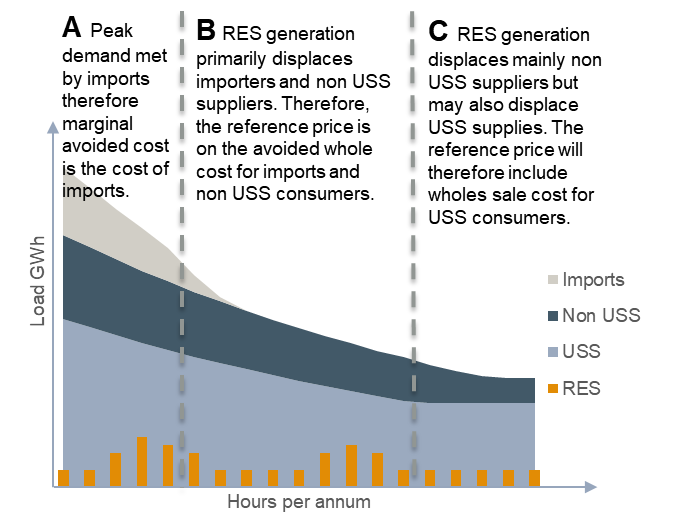 A Peak
demand met
by imports
therefore
marginal
avoided cost
is the cost of
imports.
B RES generation
primarily displaces
importers and non USS
suppliers. Therefore,
the reference price is
on the avoided whole
cost for imports and
non USS consumers.
C RES generation
displaces mainly non
USS suppliers but
may also displace
USS supplies. The
reference price will
therefore include
wholes sale cost for
USS consumers.
Load GWh
Imports
Non USS
USS
RES
Hours per annum